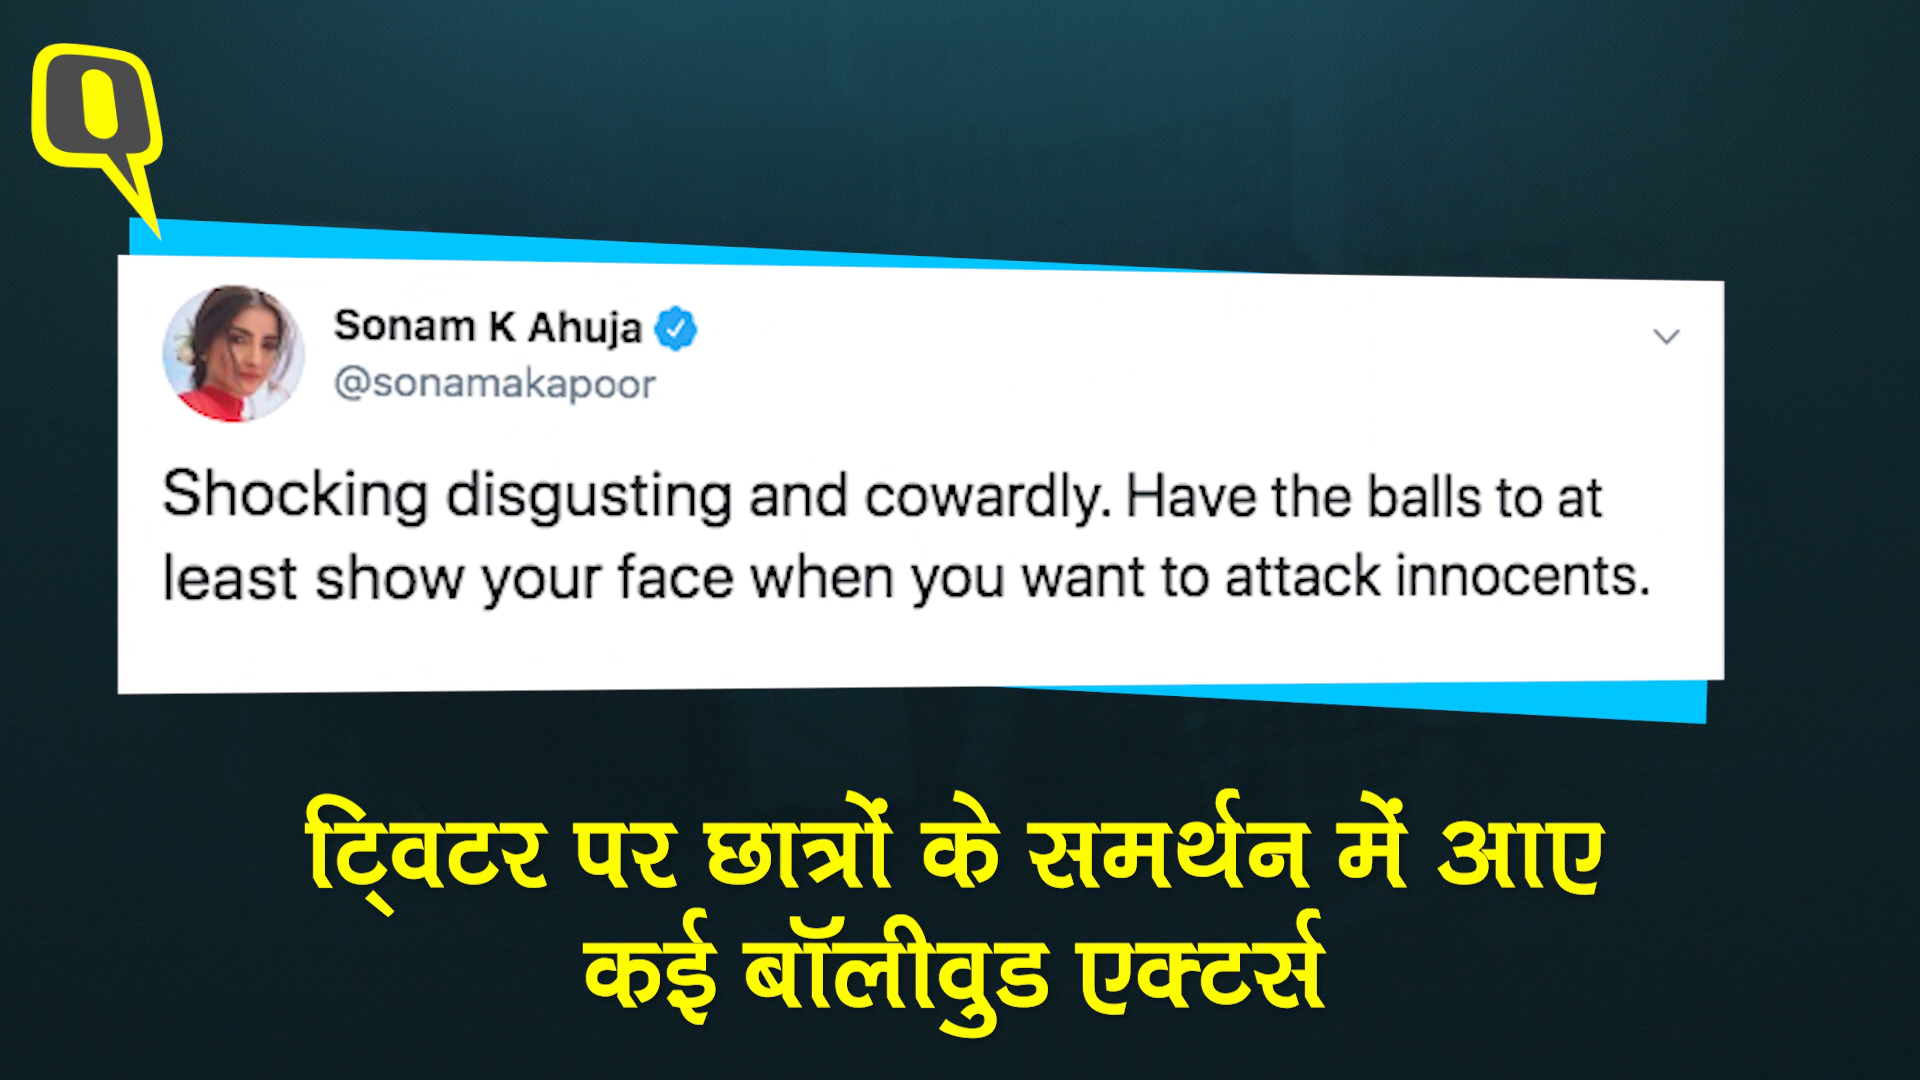 Sonam K Ahuja
@sonamakapoor
Shocking disgusting and cowardly. Have the balls to at
least show your face when you want to attack innocents.
ट्विटर पर छात्रों के समर्थन में आए
कई बॉलीवुड एक्टर्स